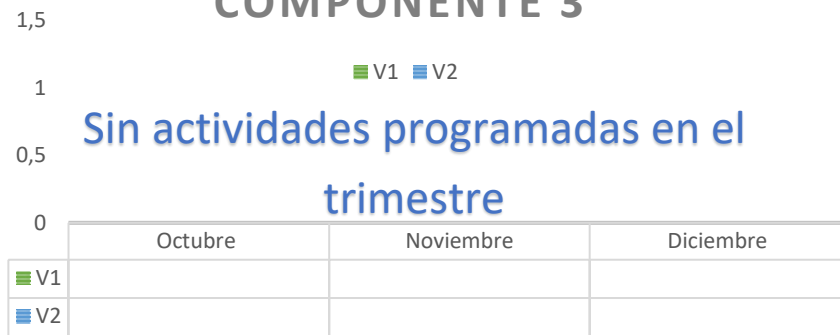 COMPONENTE 3
1,5
V1 V2
1
Sin actividades programadas en el
0,5
trimestre
0
Octubre Noviembre Diciembre
V1
V2